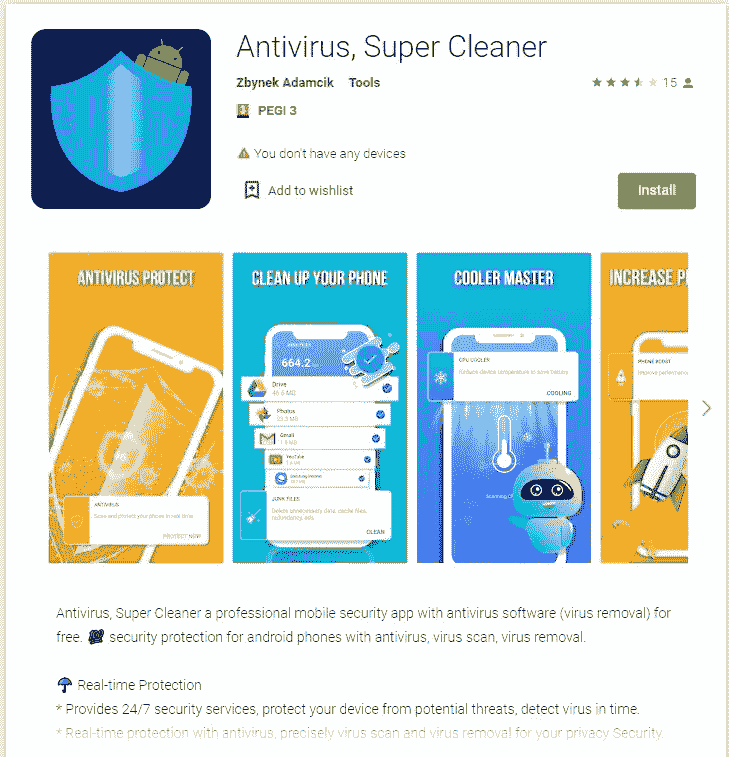 Antivirus, Super Cleaner
Zbynek Adamcik Tools
15
PEGI 3
You don't have any devices
Add to wishlist
Install
ANTIVIRUS PROTECT
CLEAN UP YOUR PHONE
COOLER MASTER
INCREASE P
664.2
Drive
Photos
Gmail
YouTube
CPU COOLER
Reduce device temperature to save battery
COOLING
PHONE BOOST
ANTIVIRUS
Scan and protect your phone in real time
PROTECT NOW
JUNK FILES
Delete unnecessary data, cache files,
redundancy, ads
CLEAN
Antivirus, Super Cleaner a professional mobile security app with antivirus software (virus removal) for
free. security protection for android phones with antivirus, virus scan, virus removal.
Real-time Protection
* Provides 24/7 security services, protect your device from potential threats, detect virus in time.
* Real-time protection with antivirus, precisely virus scan and virus removal for your privacy Security.